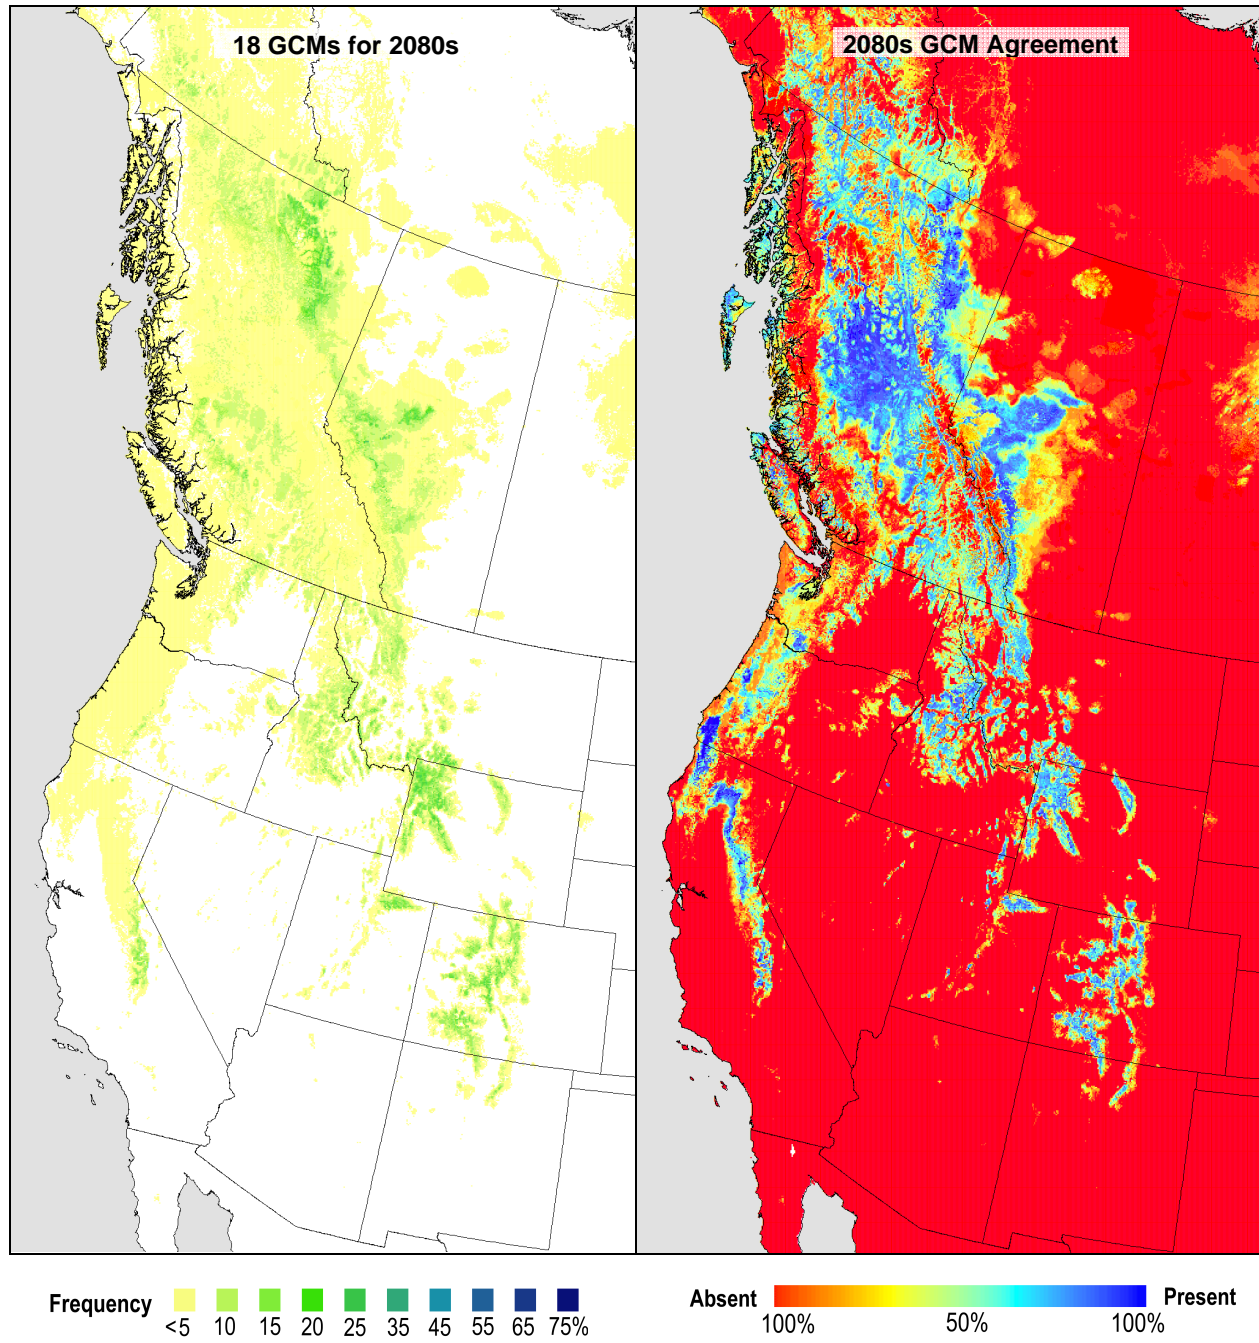 18 GCMs for 2080s
2080s GCM Agreement
Frequency
<5 10 15 20 25 35 45 55 65 75%
Absent Present
100% 50% 100%